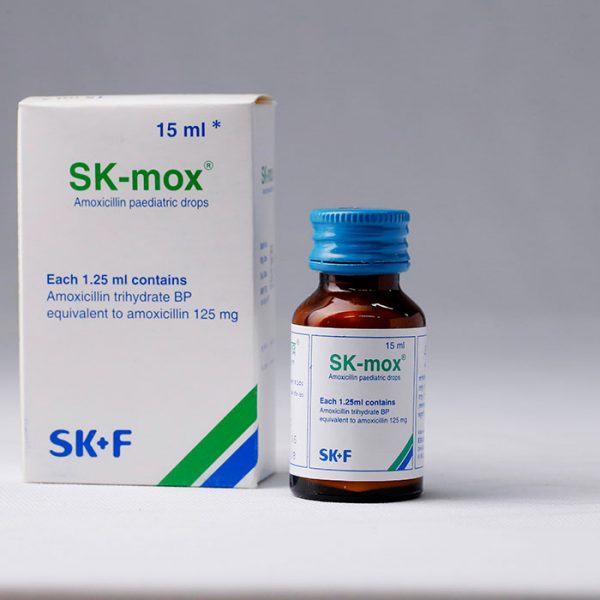 15 ml *
SK-mox®
Amoxicillin paediatric drops
Each 1.25 ml contains
Amoxicillin trihydrate BP
equivalent to amoxicillin 125 mg
SK+F
15 ml
SK-mox®
Amoxicillin paediatric drops
Each 1.25ml contains
Amoxicillin trihydrate BP
equivalent to amoxicillin 125 mg
SK+F